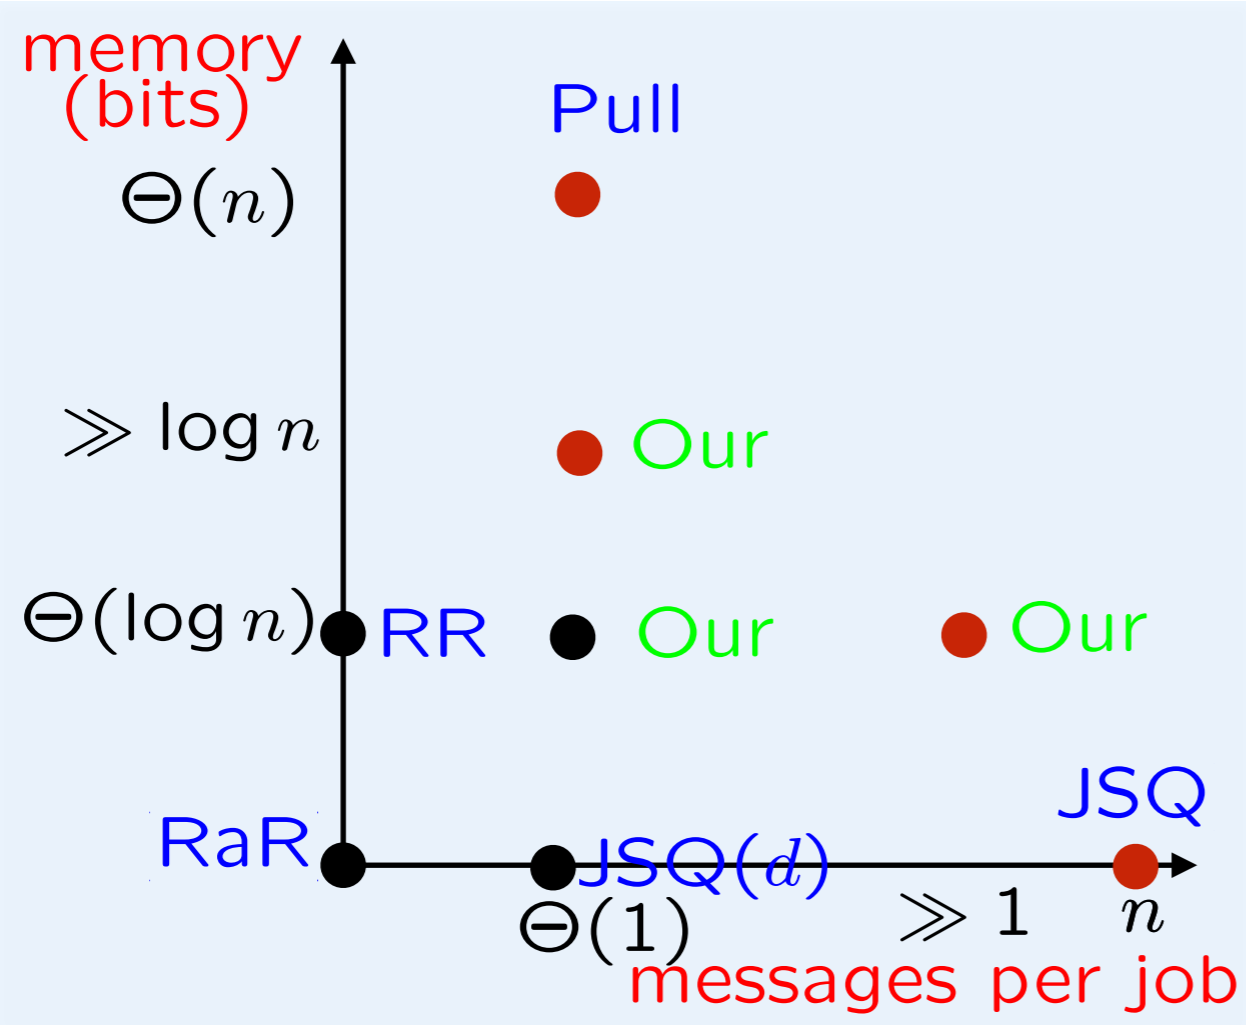 memory
(bits)
Pull
Θ(n)
≫ log n
Our
Θ(log n)
RR
Our
Our
JSQ
RaR
JSQ(d)
Θ(1)
≫ 1
n
messages per job